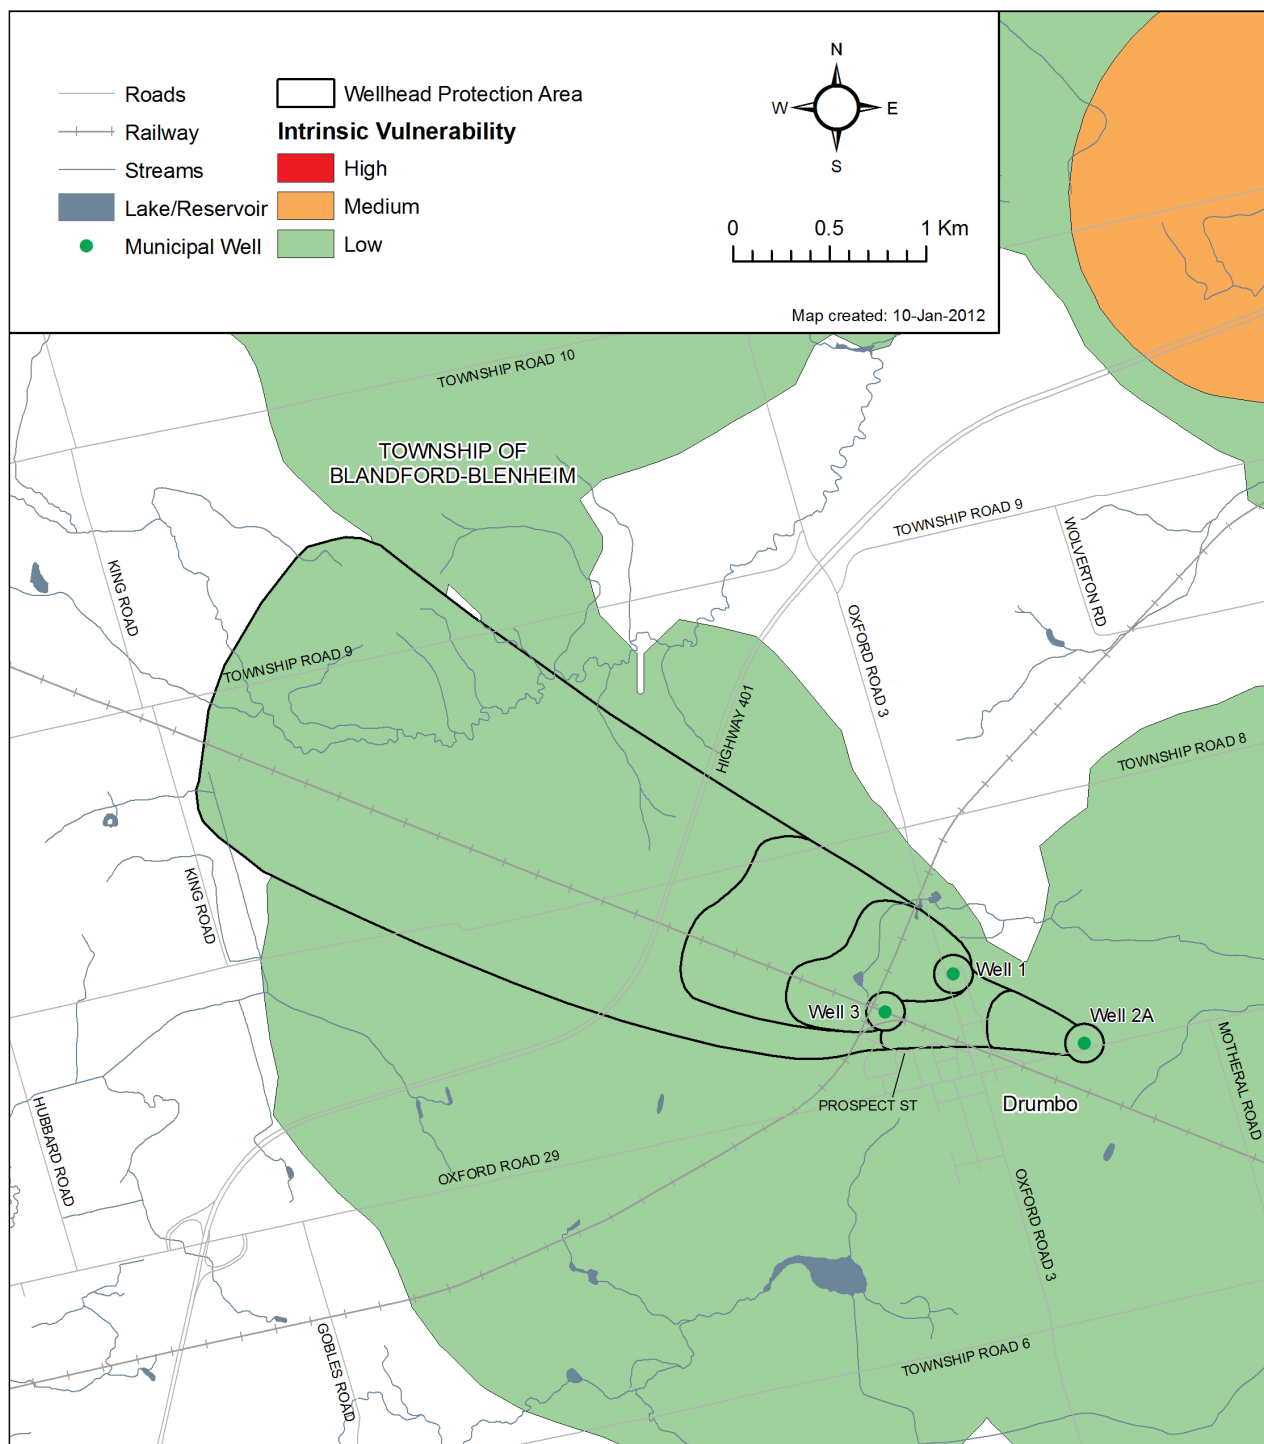 Roads
Railway
Streams
Lake/Reservoir
Municipal Well
Wellhead Protection Area
Intrinsic Vulnerability
High
Medium
Low
N
W
E
S
0
0.5
1 Km
Map created: 10-Jan-2012
TOWNSHIP ROAD 10
TOWNSHIP OF
BLANDFORD-BLENHEIM
TOWNSHIP ROAD 9
WOLVERTON RD
KING ROAD
OXFORD ROAD 3
TOWNSHIP ROAD 9
HIGHWAY 401
TOWNSHIP ROAD 8
KING ROAD
Well 1
Well 3
Well 2A
MOTHERAL ROAD
PROSPECT ST
Drumbo
HUBBARD ROAD
OXFORD ROAD 29
OXFORD ROAD 3
GOBLES ROAD
TOWNSHIP ROAD 6